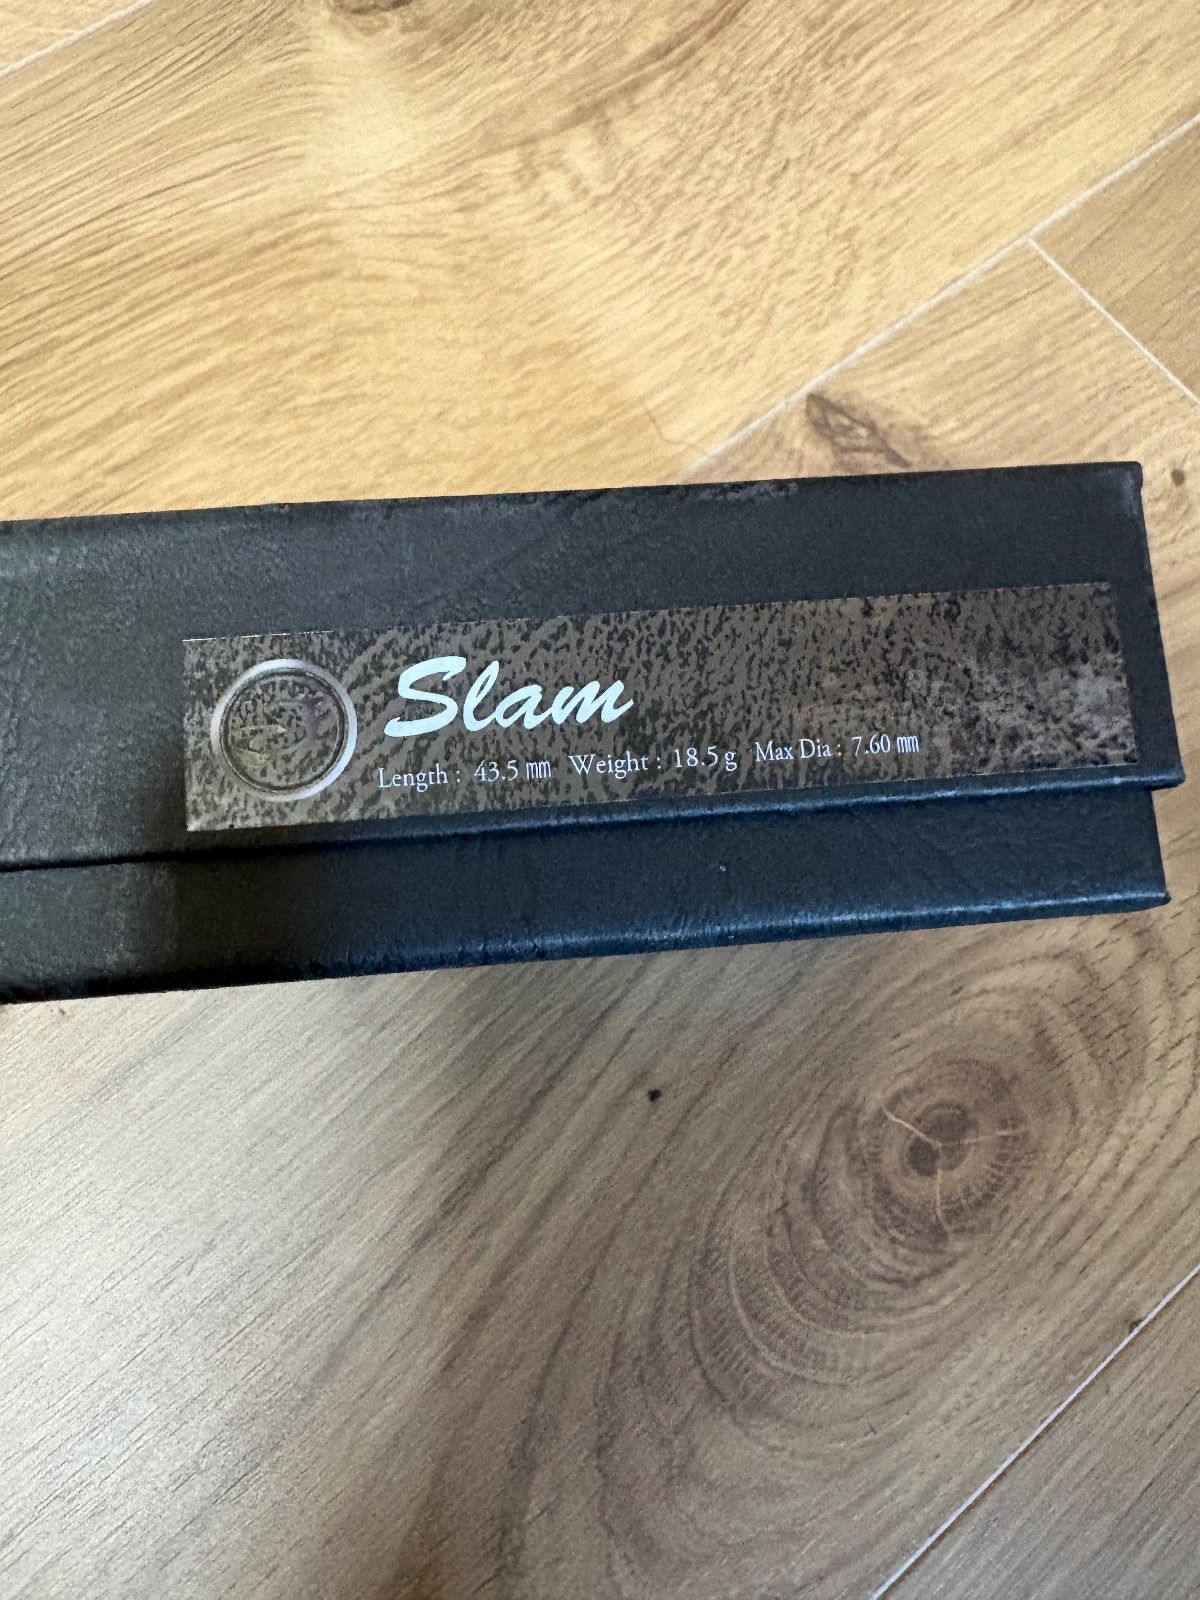 Slam
Length : 43.5 ㎜ Weight : 18.5 g Max Dia : 7.60 ㎜